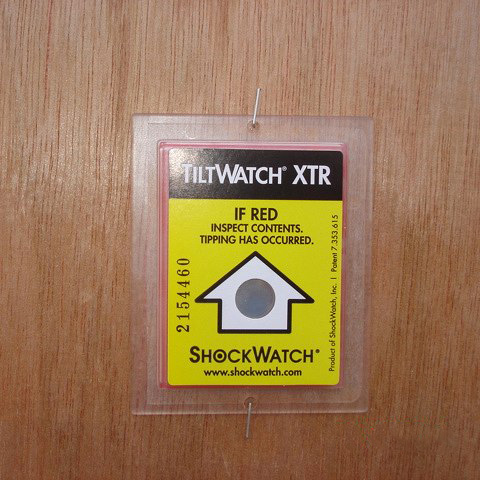 TILTWATCH® XTR
IF RED
INSPECT CONTENTS.
TIPPING HAS OCCURRED.
2154460
SHOCKWATCH®
www.shockwatch.com
Product of ShockWatch, Inc. | Patent 7,353,615